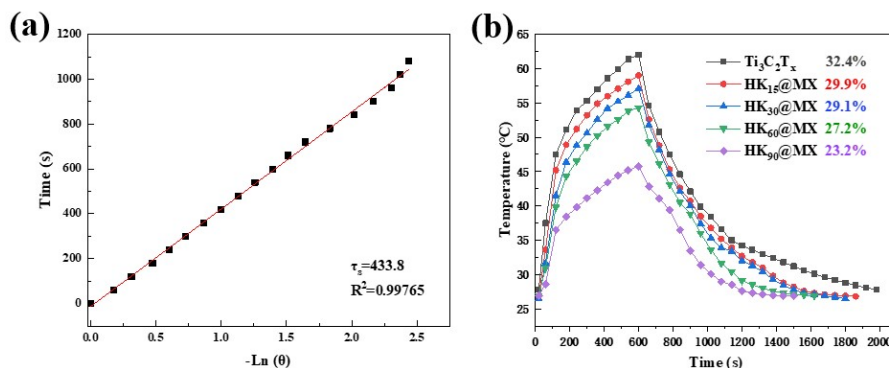 (a)
1200
1000
800
600
400
200
0
0.0 0.5 1.0 1.5 2.0 2.5
Time (s)
-Ln (θ)
τs=433.8
R²=0.99765
(b)
65
60
55
50
45
40
35
30
25
0 200 400 600 800 1000 1200 1400 1600 1800 2000
Temperature (°C)
Time (s)
Ti₃C₂Tₓ 32.4%
HK₁₅@MX 29.9%
HK₃₀@MX 29.1%
HK₆₀@MX 27.2%
HK₉₀@MX 23.2%